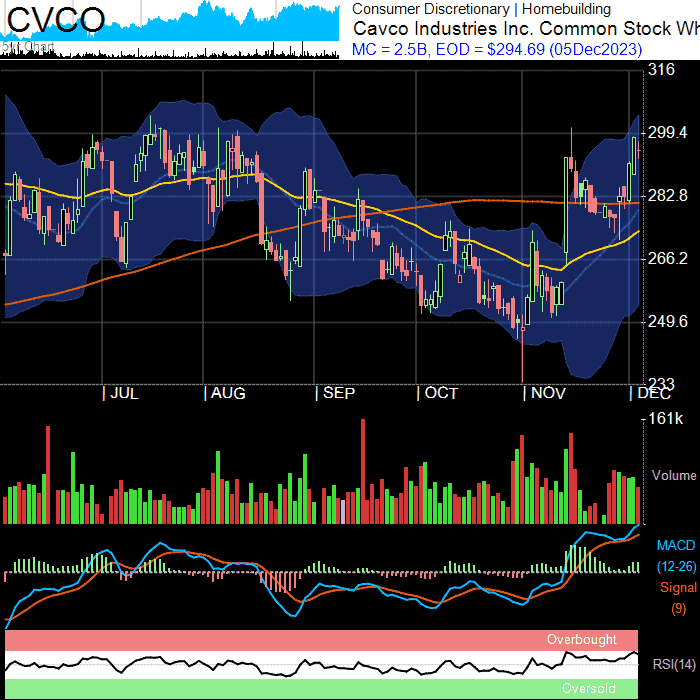 CVCO
5yr Chart
Consumer Discretionary | Homebuilding
Cavco Industries Inc. Common Stock Wh
MC = 2.5B, EOD = $294.69 (05Dec2023)
316
299.4
282.8
266.2
249.6
233
JUL AUG SEP OCT NOV DEC
161k
Volume
MACD
(12-26)
Signal
(9)
Overbought
RSI(14)
Oversold